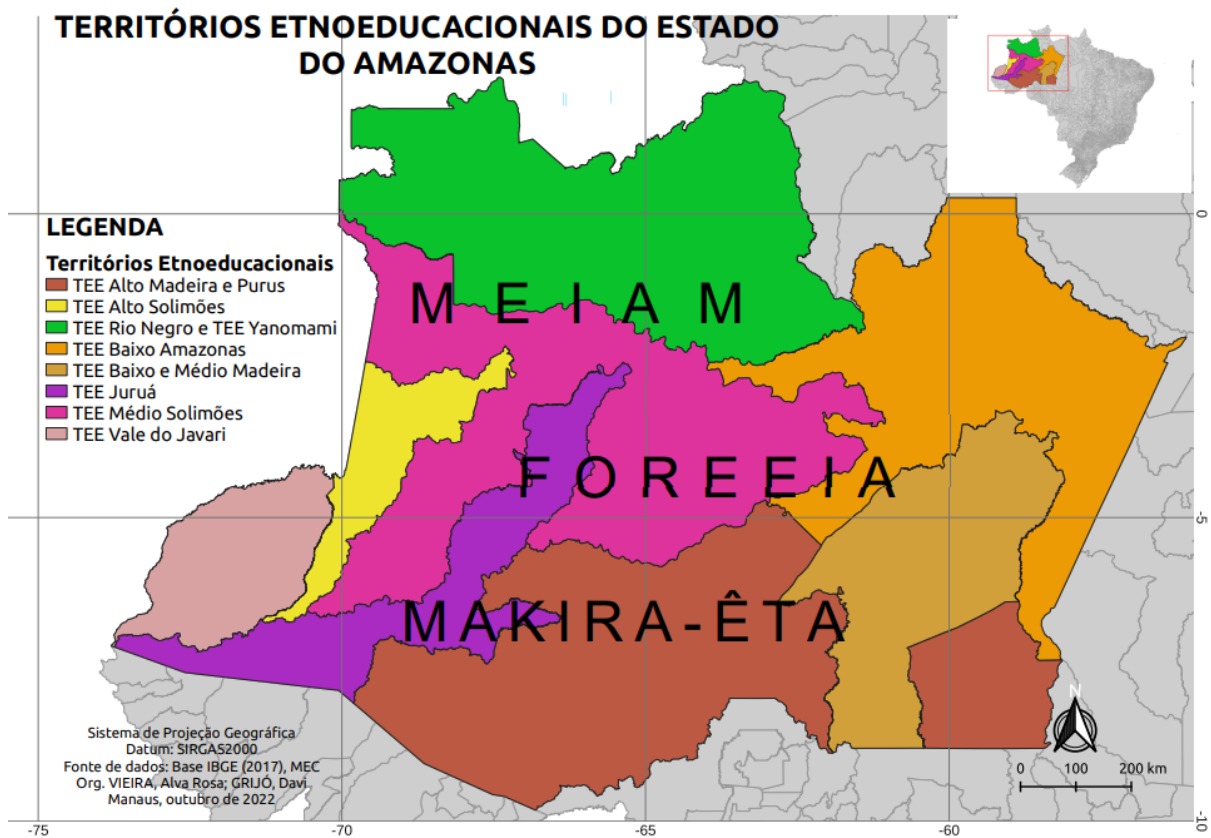 TERRITÓRIOS ETNOEDUCACIONAIS DO ESTADO
DO AMAZONAS
LEGENDA
Territórios Etnoeducacionais
TEE Alto Madeira e Purus
TEE Alto Solimões
TEE Rio Negro e TEE Yanomami
TEE Baixo Amazonas
TEE Baixo e Médio Madeira
TEE Juruá
TEE Médio Solimões
TEE Vale do Javari
MEIAM
FOREEIA
MAKIRA-ÊTA
Sistema de Projeção Geográfica
Datum: SIRGAS2000
Fonte de dados: Base IBGE (2017), MEC
Org. VIEIRA, Alva Rosa; GRIJÓ, Davi
Manaus, outubro de 2022
N
0 100 200 km
0
-5
-10
-75 -70 -65 -60